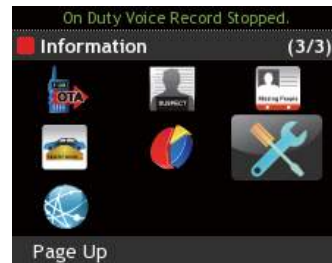 On Duty Voice Record Stopped.
Information (3/3)
OTA
SUSPECT
Missing People
Page Up